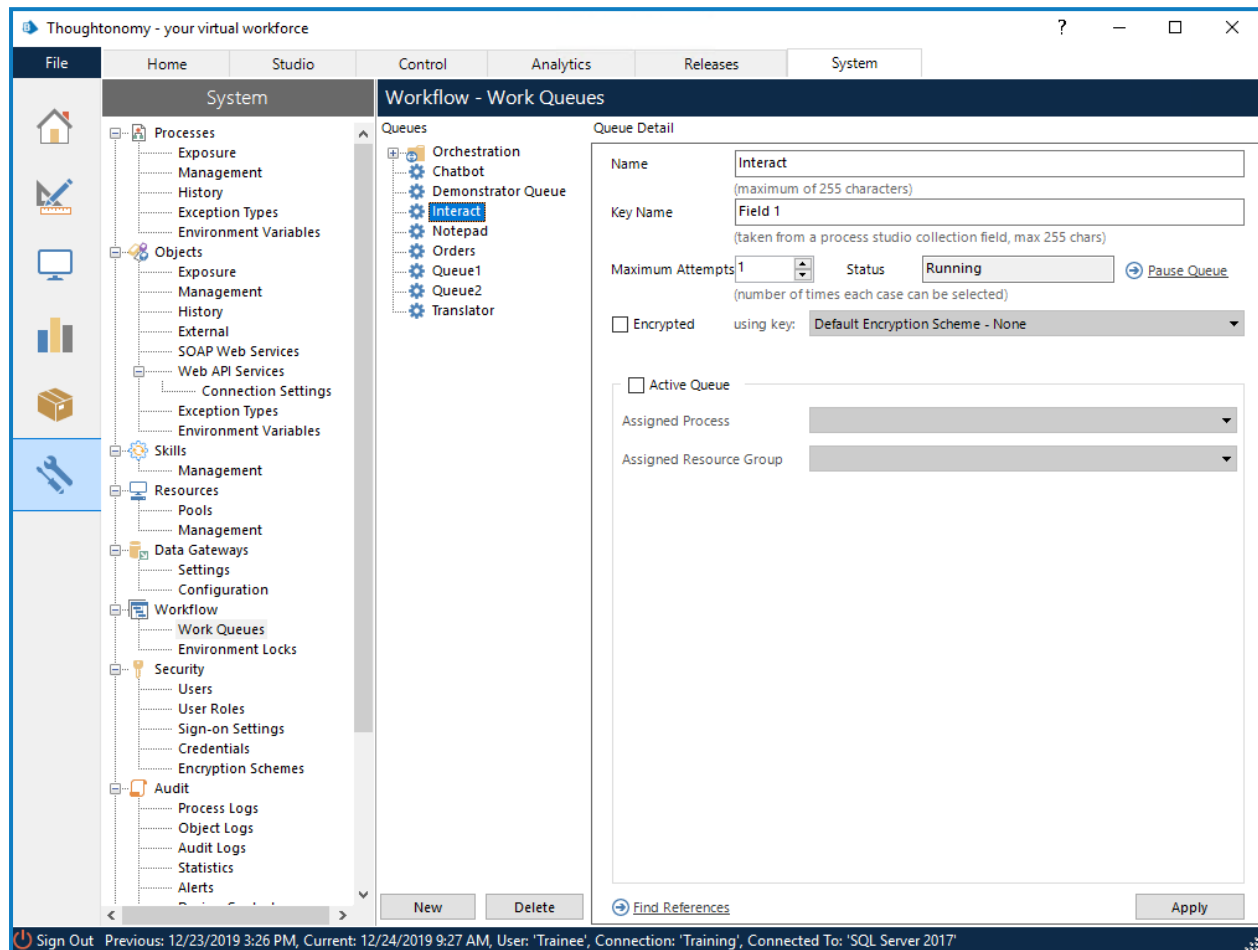 Thoughtonomy - your virtual workforce
?
File
Home
Studio
Control
Analytics
Releases
System
System
Processes
Exposure
Management
History
Exception Types
Environment Variables
Objects
Exposure
Management
History
External
SOAP Web Services
Web API Services
Connection Settings
Exception Types
Environment Variables
Skills
Management
Resources
Pools
Management
Data Gateways
Settings
Configuration
Workflow
Work Queues
Environment Locks
Security
Users
User Roles
Sign-on Settings
Credentials
Encryption Schemes
Audit
Process Logs
Object Logs
Audit Logs
Statistics
Alerts
Workflow - Work Queues
Queues
Orchestration
Chatbot
Demonstrator Queue
Interact
Notepad
Orders
Queue1
Queue2
Translator
New
Delete
Queue Detail
Name
Interact
(maximum of 255 characters)
Key Name
Field 1
(taken from a process studio collection field, max 255 chars)
Maximum Attempts 1 Status Running Pause Queue
(number of times each case can be selected)
Encrypted using key: Default Encryption Scheme - None
Active Queue
Assigned Process
Assigned Resource Group
Find References
Apply
Sign Out Previous: 12/23/2019 3:26 PM, Current: 12/24/2019 9:27 AM, User: 'Trainee', Connection: 'Training', Connected To: 'SQL Server 2017'